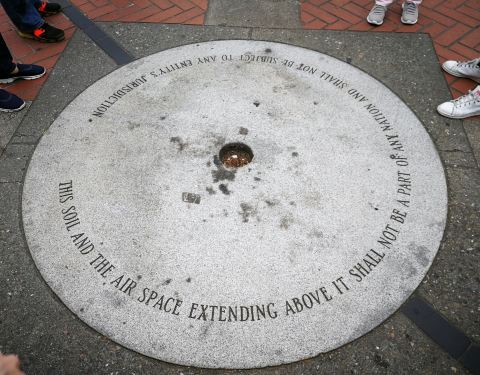 THIS SOIL AND THE AIR SPACE EXTENDING ABOVE IT SHALL NOT BE A PART OF ANY NATION AND SHALL NOT BE SUBJECT TO ANY ENTITY'S JURISDICTION